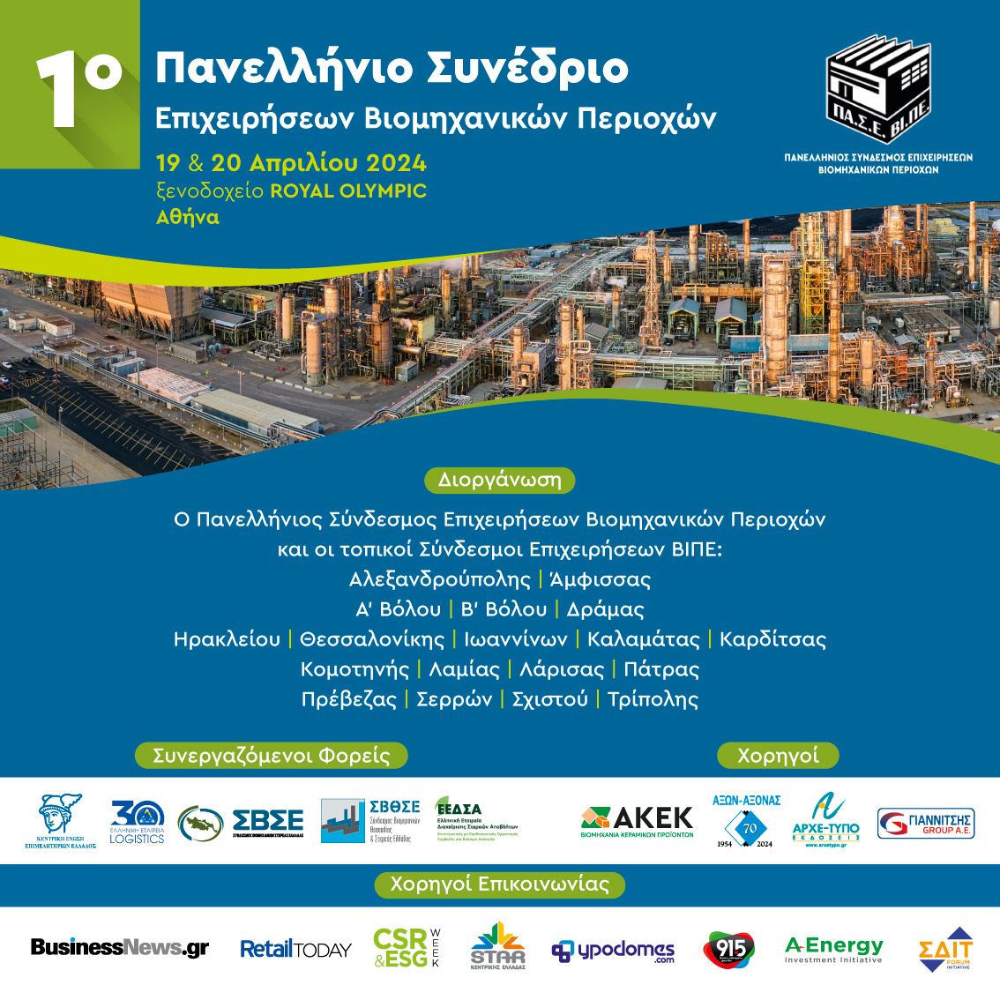 1º
Πανελλήνιο Συνέδριο
Επιχειρήσεων Βιομηχανικών Περιοχών
19 & 20 Απριλίου 2024
ξενοδοχείο ROYAL OLYMPIC
Αθήνα
ΠΑ.Σ.Ε. ΒΙ.ΠΕ.
ΠΑΝΕΛΛΗΝΙΟΣ ΣΥΝΔΕΣΜΟΣ ΕΠΙΧΕΙΡΗΣΕΩΝ
ΒΙΟΜΗΧΑΝΙΚΩΝ ΠΕΡΙΟΧΩΝ
Διοργάνωση
Ο Πανελλήνιος Σύνδεσμος Επιχειρήσεων Βιομηχανικών Περιοχών
και οι τοπικοί Σύνδεσμοι Επιχειρήσεων ΒΙΠΕ:
Αλεξανδρούπολης | Άμφισσας
Α' Βόλου | Β' Βόλου | Δράμας
Ηρακλείου | Θεσσαλονίκης | Ιωαννίνων | Καλαμάτας | Καρδίτσας
Κομοτηνής | Λαμίας | Λάρισας | Πάτρας
Πρέβεζας | Σερρών | Σχιστού | Τρίπολης
Συνεργαζόμενοι Φορείς
Χορηγοί
ΚΕΝΤΡΙΚΗ ΕΝΩΣΗ
ΕΠΙΜΕΛΗΤΗΡΙΩΝ ΕΛΛΑΔΟΣ
30
ΕΛΛΗΝΙΚΗ ΕΤΑΙΡΕΙΑ
LOGISTICS
ΣΒΣΕ
ΣΥΝΔΕΣΜΟΣ ΒΙΟΜΗΧΑΝΙΩΝ ΣΤΕΡΕΑΣ ΕΛΛΑΔΑΣ
ΣΒΘΣΕ
Σύνδεσμος Βιομηχανιών
Θεσσαλίας
& Στερεάς Ελλάδος
ΕΕΔΣΑ
Ελληνική Εταιρεία
Διαχείρισης Στερεών Αποβλήτων
ΑΚΕΚ
ΒΙΟΜΗΧΑΝΙΑ ΚΕΡΑΜΙΚΩΝ ΠΡΟΪΟΝΤΩΝ
ΑΞΩΝ-ΑΞΟΝΑΣ
70
1954 2024
ΑΡΧΕ-ΤΥΠΟ
ΕΚΔΟΣΕΙΣ
www.arxetypo.gr
ΓΙΑΝΝΙΤΣΗΣ
GROUP A.E.
Χορηγοί Επικοινωνίας
BusinessNews.gr
RetailTODAY
CSR
&ESG
WEEK
STAR
ΚΕΝΤΡΙΚΗΣ ΕΛΛΑΔΑΣ
ypodomes
.com
915
A-Energy
Investment Initiative
ΣΔΙΤ
FORUM
INITIATIVE